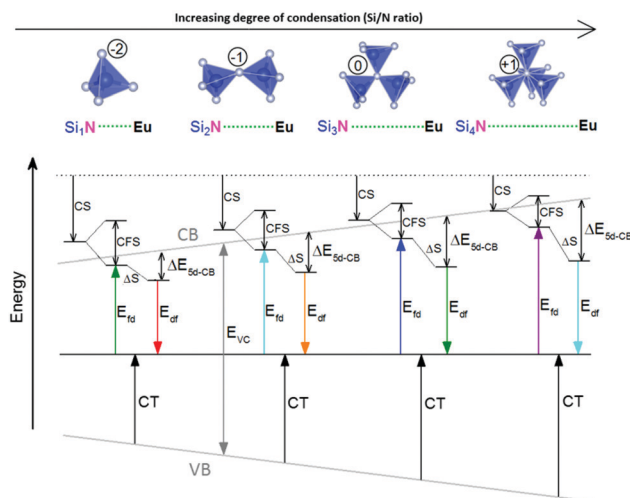 Increasing degree of condensation (Si/N ratio)
-2
-1
0
+1
Si₁N Eu
Si₂N Eu
Si₃N Eu
Si₄N Eu
Energy
CS
CFS
ΔS
ΔE5d-CB
Efd
Edf
CT
CB
EVC
CS
CFS
ΔS
ΔE5d-CB
Efd
Edf
CT
CS
CFS
ΔS
ΔE5d-CB
Efd
Edf
CT
CS
CFS
ΔS
ΔE5d-CB
Efd
Edf
CT
VB